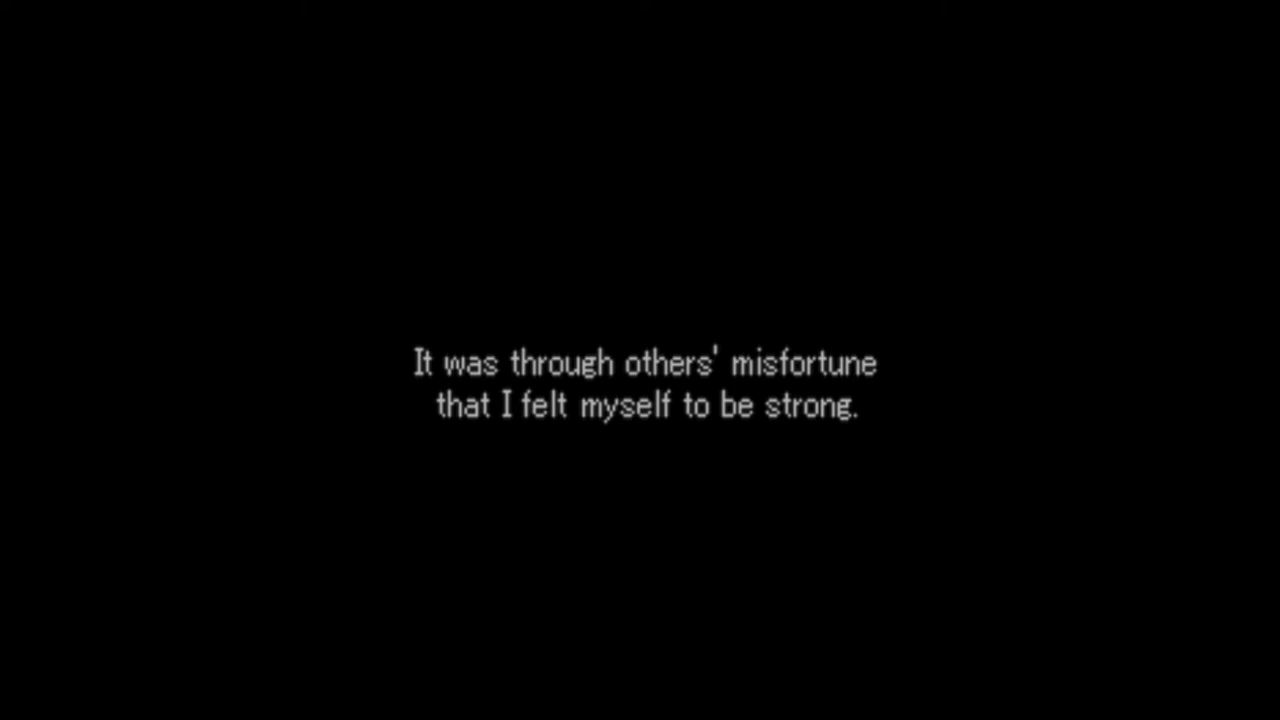 It was through others' misfortune
that I felt myself to be strong.